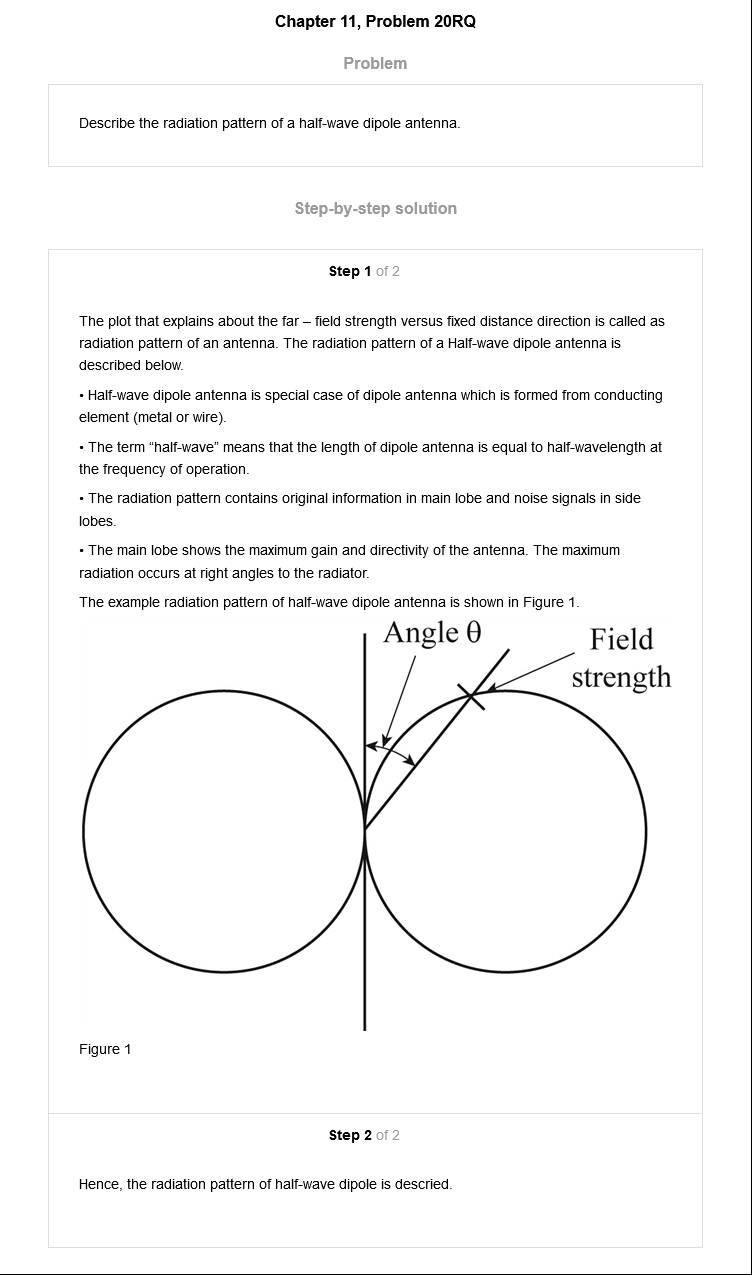 Chapter 11, Problem 20RQ
Problem
Describe the radiation pattern of a half-wave dipole antenna.
Step-by-step solution
Step 1 of 2
The plot that explains about the far – field strength versus fixed distance direction is called as
radiation pattern of an antenna. The radiation pattern of a Half-wave dipole antenna is
described below.
• Half-wave dipole antenna is special case of dipole antenna which is formed from conducting
element (metal or wire).
• The term “half-wave” means that the length of dipole antenna is equal to half-wavelength at
the frequency of operation.
• The radiation pattern contains original information in main lobe and noise signals in side
lobes.
• The main lobe shows the maximum gain and directivity of the antenna. The maximum
radiation occurs at right angles to the radiator.
The example radiation pattern of half-wave dipole antenna is shown in Figure 1.
Angle θ
Field
strength
Figure 1
Step 2 of 2
Hence, the radiation pattern of half-wave dipole is descried.